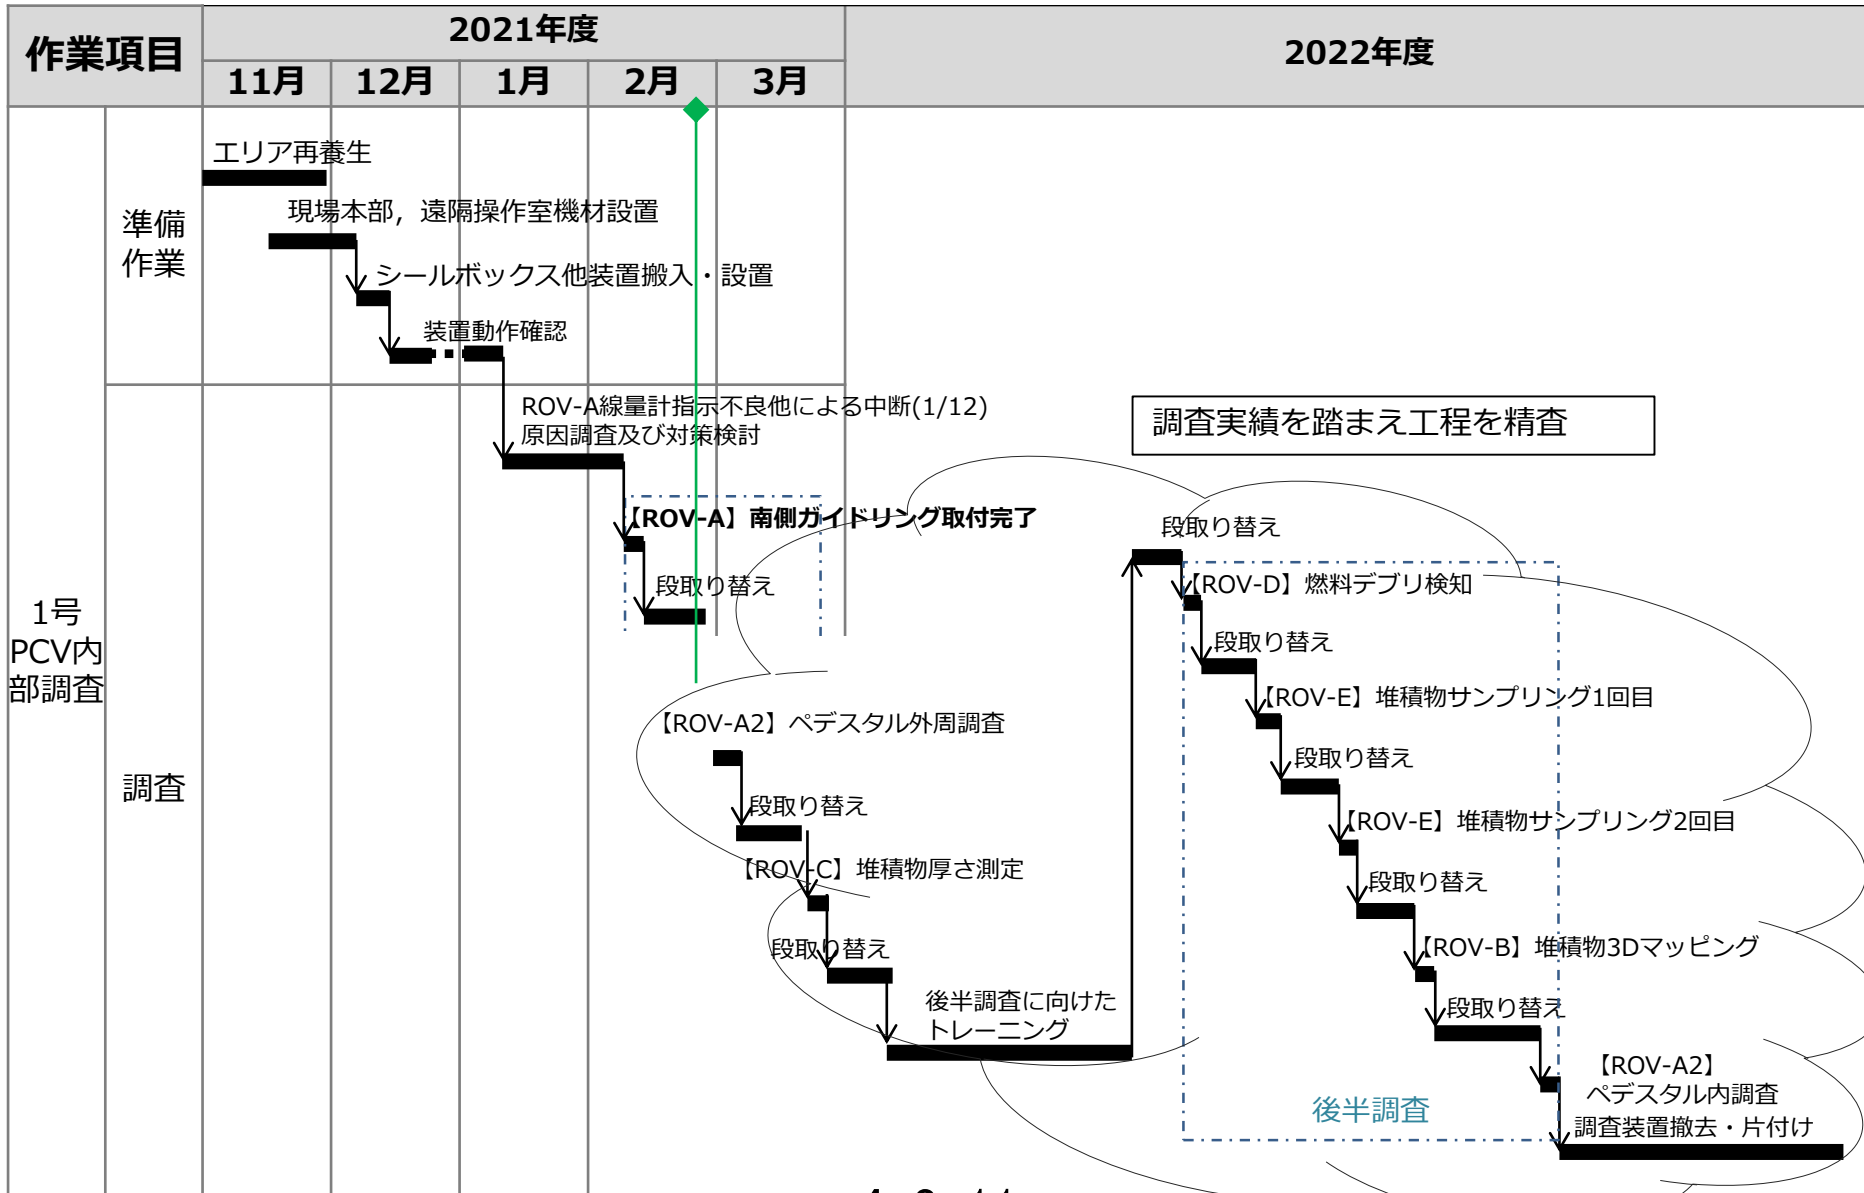 作業項目
2021年度
2022年度
11月
12月
1月
2月
3月
1号
PCV内
部調査
準備
作業
エリア再養生
現場本部，遠隔操作室機材設置
シールボックス他装置搬入・設置
装置動作確認
調査
ROV-A線量計指示不良他による中断(1/12)
原因調査及び対策検討
調査実績を踏まえ工程を精査
【ROV-A】南側ガイドリング取付完了
段取り替え
【ROV-A2】ペデスタル外周調査
段取り替え
【ROV-C】堆積物厚さ測定
段取り替え
後半調査に向けた
トレーニング
段取り替え
【ROV-D】燃料デブリ検知
段取り替え
【ROV-E】堆積物サンプリング1回目
段取り替え
【ROV-E】堆積物サンプリング2回目
段取り替え
【ROV-B】堆積物3Dマッピング
段取り替え
【ROV-A2】
ペデスタル内調査
後半調査
調査装置撤去・片付け